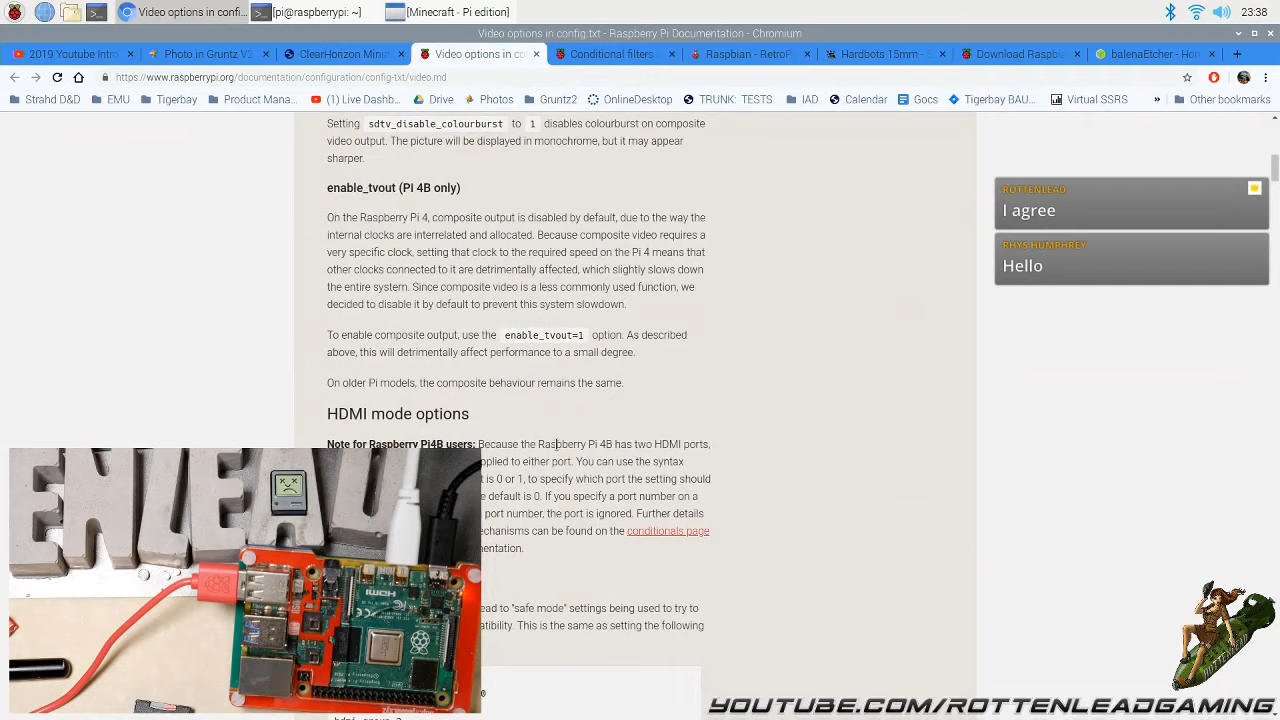 Video options in confi...
[pi@raspberrypi: ~]
[Minecraft - Pi edition]
23:38
Video options in config.txt - Raspberry Pi Documentation - Chromium
2019 Youtube Intro
Photo in Gruntz V2
ClearHorizon Mini
Video options in co
Conditional filters
Raspbian - RetroPi
Hardbots 15mm - S
Download Raspbia
balenaEtcher - Hom
https://www.raspberrypi.org/documentation/configuration/config-txt/video.md
Strahd D&D
EMU
Tigerbay
Product Mana...
(1) Live Dashb...
Drive
Photos
Gruntz2
OnlineDesktop
TRUNK: TESTS
IAD
Calendar
Docs
Tigerbay BAU...
Virtual SSRS
»
Other bookmarks
Setting sdtv_disable_colourburst to 1 disables colourburst on composite
video output. The picture will be displayed in monochrome, but it may appear
sharper.
enable_tvout (Pi 4B only)
On the Raspberry Pi 4, composite output is disabled by default, due to the way the
internal clocks are interrelated and allocated. Because composite video requires a
very specific clock, setting that clock to the required speed on the Pi 4 means that
other clocks connected to it are detrimentally affected, which slightly slows down
the entire system. Since composite video is a less commonly used function, we
decided to disable it by default to prevent this system slowdown.
To enable composite output, use the enable_tvout=1 option. As described
above, this will detrimentally affect performance to a small degree.
On older Pi models, the composite behaviour remains the same.
HDMI mode options
Note for Raspberry Pi4B users: Because the Raspberry Pi 4B has two HDMI ports,
pplied to either port. You can use the syntax
t is 0 or 1, to specify which port the setting should
e default is 0. If you specify a port number on a
port number, the port is ignored. Further details
echanisms can be found on the conditionals page
mentation.
ead to "safe mode" settings being used to try to
atibility. This is the same as setting the following
0
hdmi_group=2
ROTTENLEAD
I agree
RHYS HUMPHREY
Hello
ENLEAD
HDMI
YOUTUBE.COM/ROTTENLEADGAMING